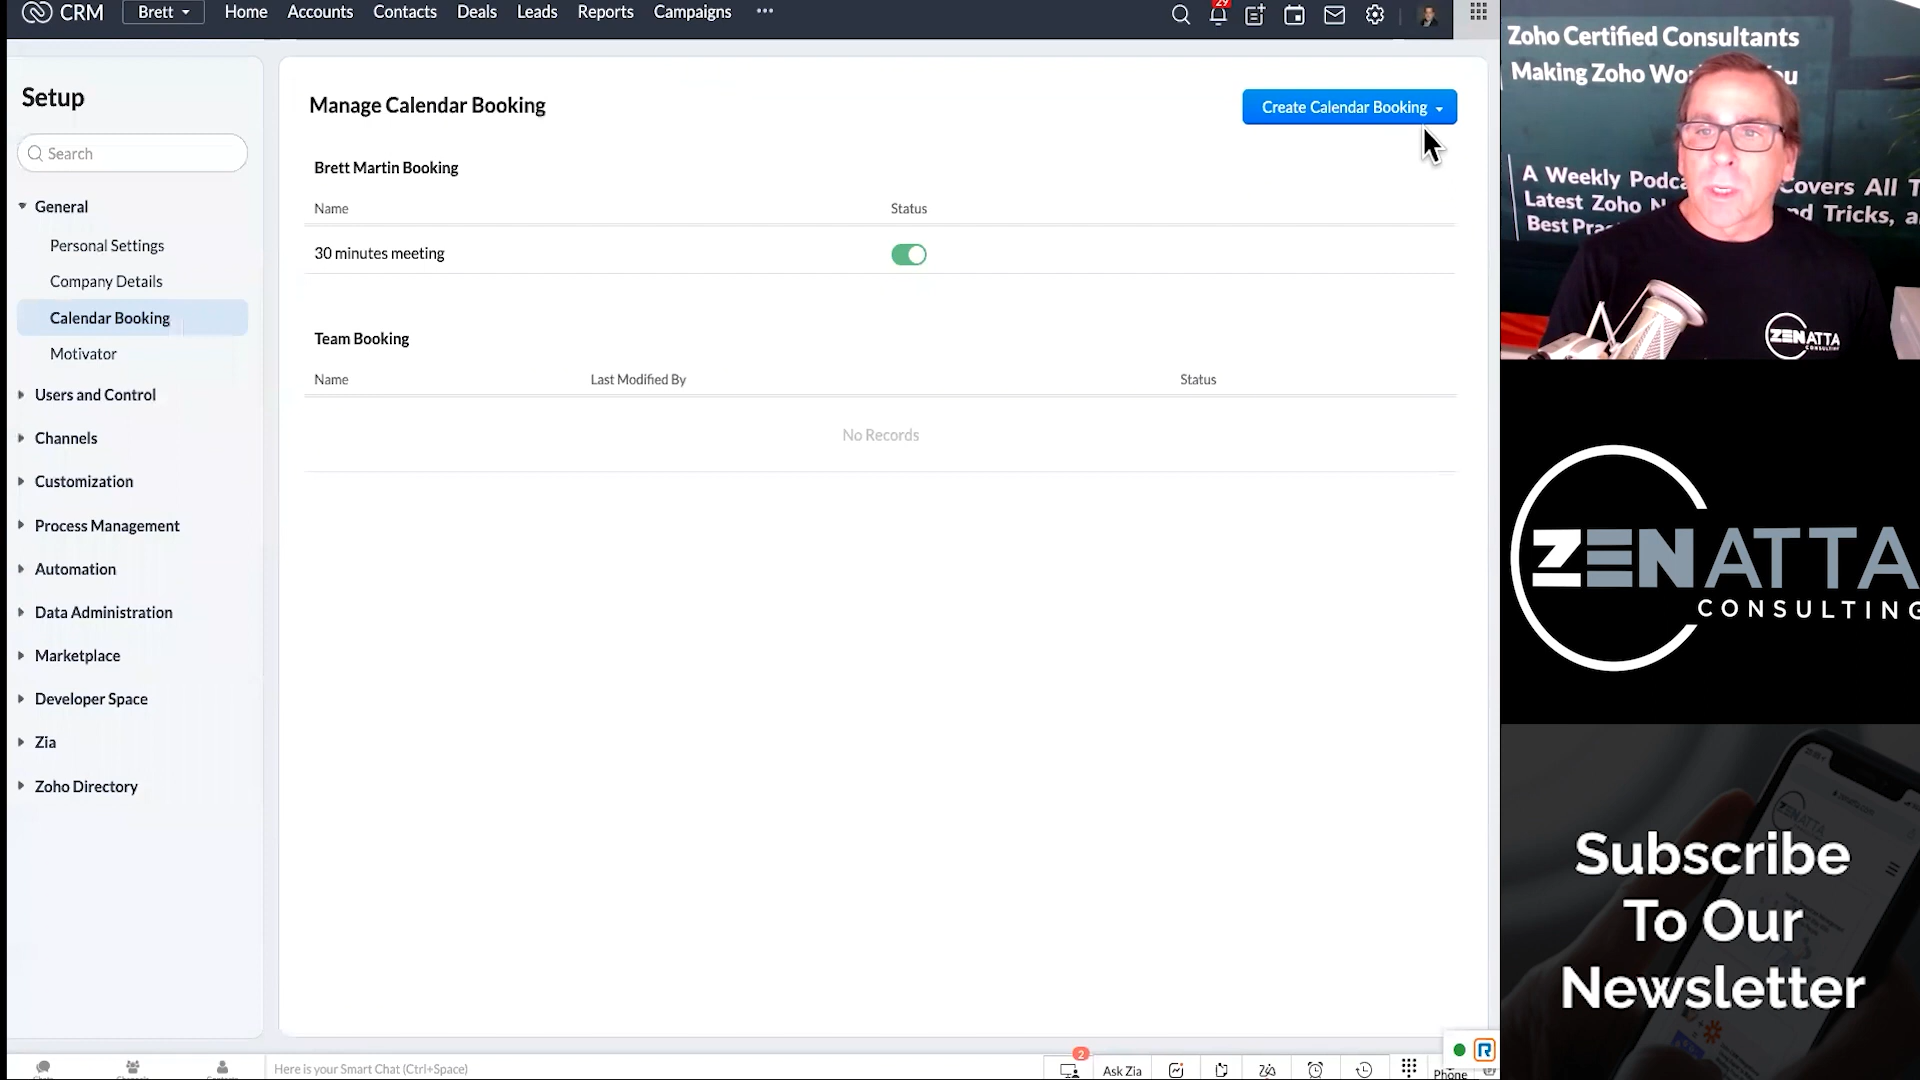 CRM
Brett
Home
Accounts
Contacts
Deals
Leads
Reports
Campaigns
29
Setup
Search
General
Personal Settings
Company Details
Calendar Booking
Motivator
Users and Control
Channels
Customization
Process Management
Automation
Data Administration
Marketplace
Developer Space
Zia
Zoho Directory
Manage Calendar Booking
Create Calendar Booking
Brett Martin Booking
Name Status
30 minutes meeting
Team Booking
Name Last Modified By Status
No Records
Here is your Smart Chat (Ctrl+Space)
2
Ask Zia
Phone
Zoho Certified Consultants
Making Zoho
A Weekly Covers All
Latest Zoho and Tricks,
Best
ZENATTA
CONSULTING
ZENATTA
CONSULTING
Subscribe
To Our
Newsletter